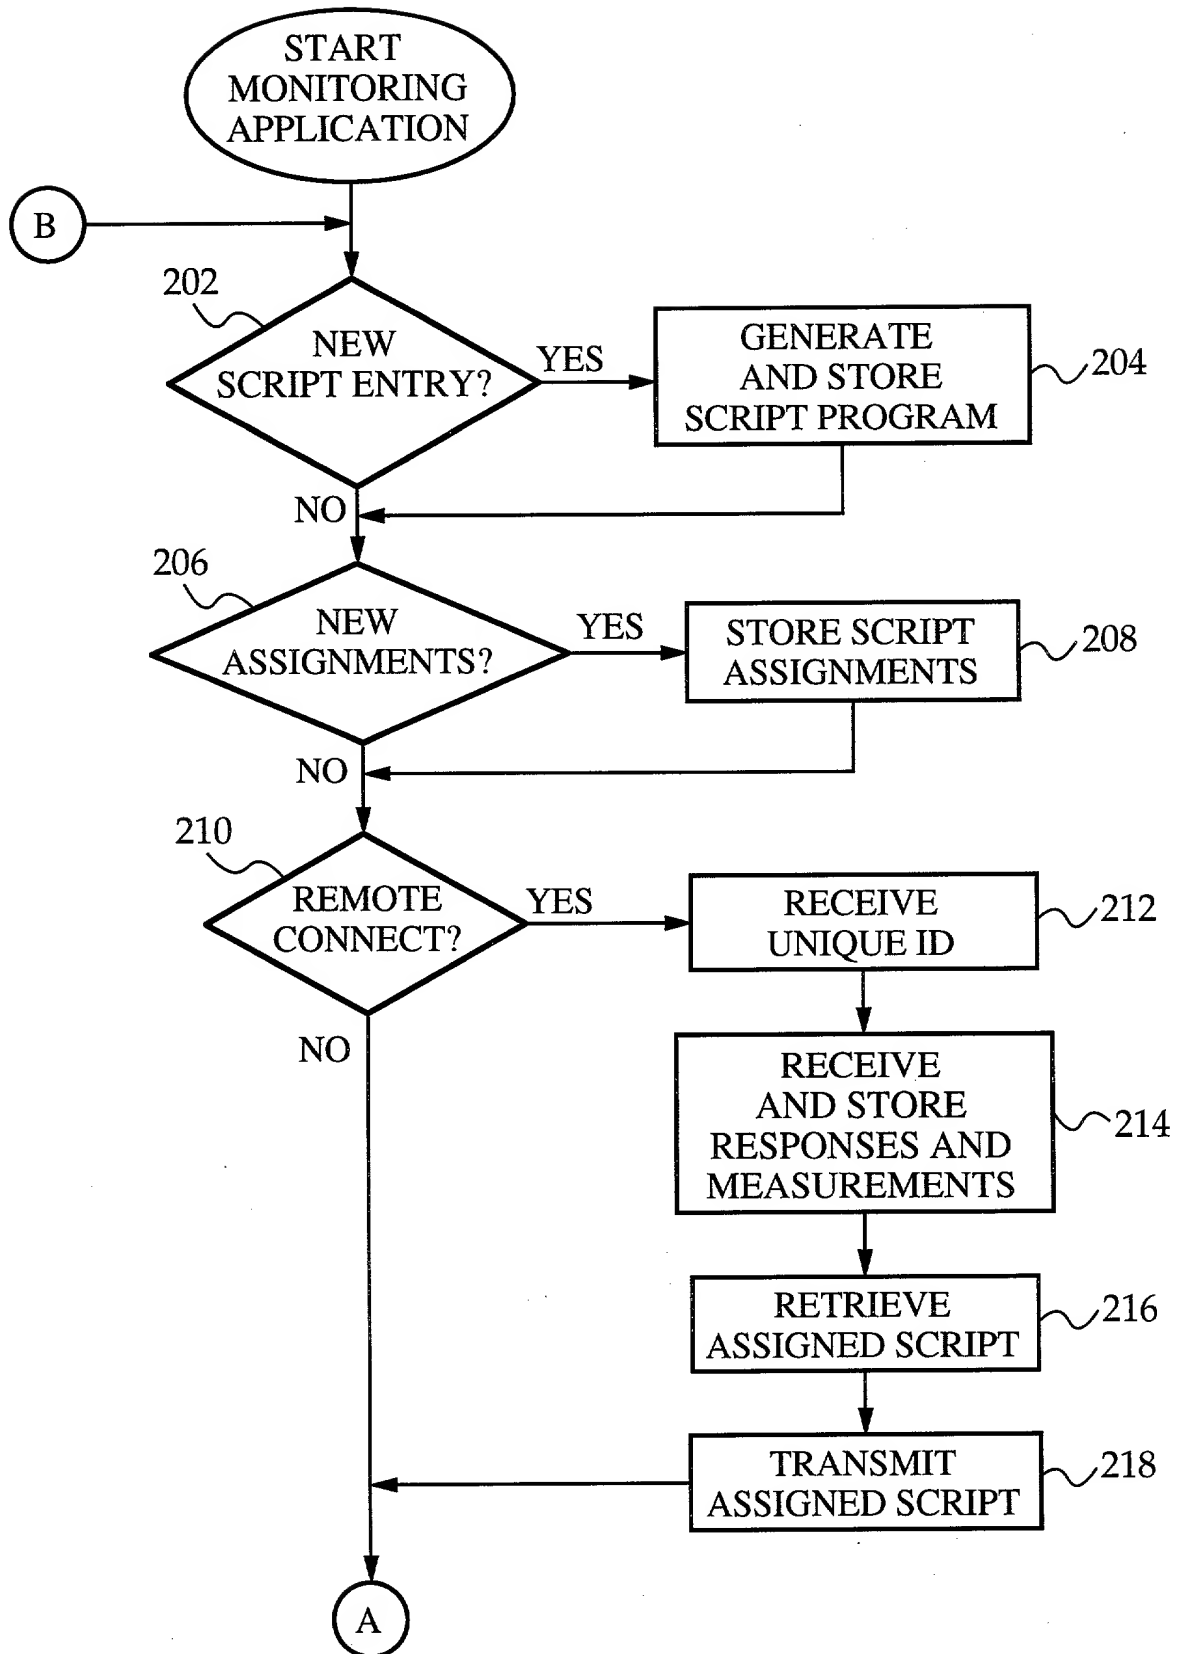 START
MONITORING
APPLICATION
B
202
NEW
SCRIPT ENTRY?
YES
GENERATE
AND STORE
SCRIPT PROGRAM
204
NO
206
NEW
ASSIGNMENTS?
YES
STORE SCRIPT
ASSIGNMENTS
208
NO
210
REMOTE
CONNECT?
YES
RECEIVE
UNIQUE ID
212
NO
RECEIVE
AND STORE
RESPONSES AND
MEASUREMENTS
214
RETRIEVE
ASSIGNED SCRIPT
216
TRANSMIT
ASSIGNED SCRIPT
218
A